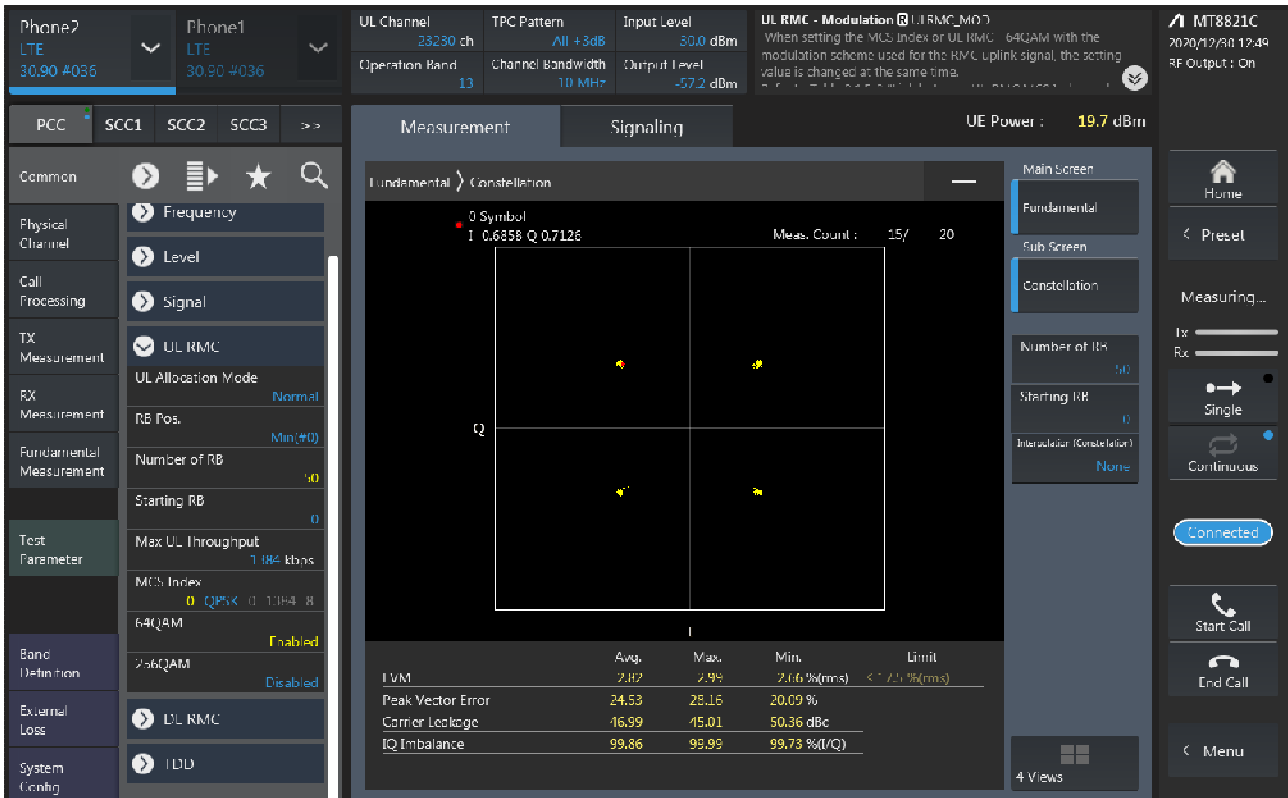 Phone2
LTE
30.90 #036
Phone1
LTE
30.90 #036
UL Channel
23230 ch
TPC Pattern
All +3dB
Input Level
30.0 dBm
Operation Band
13
Channel Bandwidth
10 MHz
Output Level
-57.2 dBm
UL RMC - Modulation R ULRMC_MOD
When setting the MCS Index or UL RMC - 64QAM with the
modulation scheme used for the RMC uplink signal, the setting
value is changed at the same time.
MT8821C
2020/12/30 12:49
RF Output : On
PCC
SCC1
SCC2
SCC3
>>
Measurement
Signaling
UE Power : 19.7 dBm
Common
Physical
Channel
Call
Processing
TX
Measurement
RX
Measurement
Fundamental
Measurement
Test
Parameter
Band
Definition
External
Loss
System
Config
Frequency
Level
Signal
UL RMC
UL Allocation Mode
Normal
RB Pos.
Min(#0)
Number of RB
50
Starting RB
0
Max UL Throughput
1384 kbps
MCS Index
0 QPSK 0 1384 8
64QAM
Enabled
256QAM
Disabled
DL RMC
TDD
Fundamental > Constellation
0 Symbol
I 0.6858 Q 0.7126
Meas. Count : 15/ 20
Q
I
Avg. Max. Min. Limit
EVM 2.82 2.99 2.66 %(rms) < 17.5 %(rms)
Peak Vector Error 24.53 28.16 20.09 %
Carrier Leakage 46.99 45.01 50.36 dBc
IQ Imbalance 99.86 99.99 99.73 %(I/Q)
Main Screen
Fundamental
Sub Screen
Constellation
Number of RB
50
Starting RB
0
Interpolation (Constellation)
None
4 Views
Home
< Preset
Measuring...
Tx
Rx
Single
Continuous
Connected
Start Call
End Call
< Menu